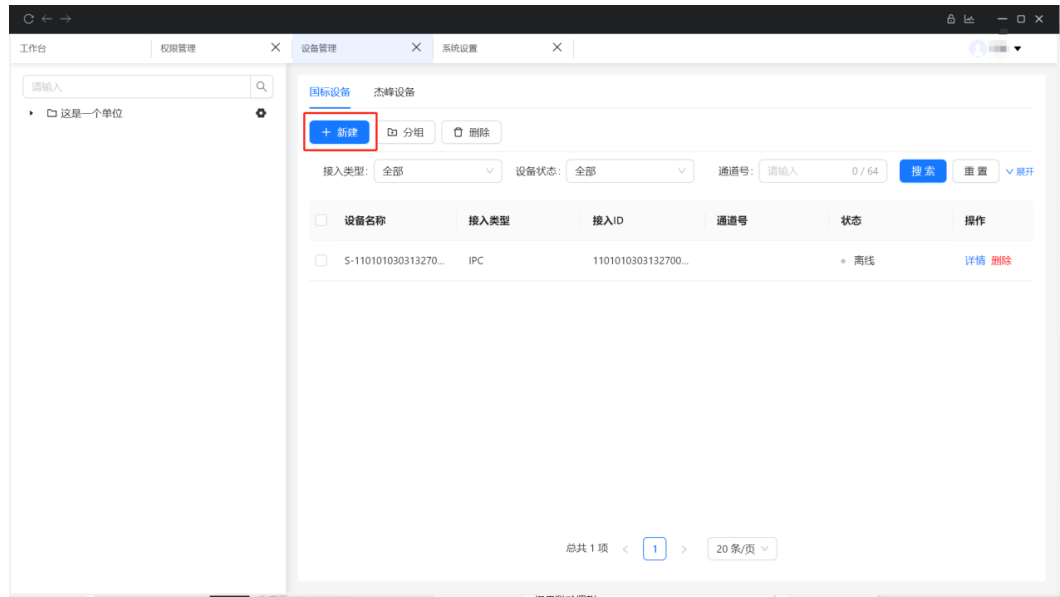 工作台 权限管理 设备管理 系统设置
请输入
这是一个单位
国标设备 杰峰设备
+ 新建 分组 删除
接入类型: 全部 设备状态: 全部 通道号: 请输入 0 / 64 搜索 重置 展开
设备名称 接入类型 接入ID 通道号 状态 操作
S-110101030313270... IPC 1101010303132700... 离线 详情 删除
总共 1 项 < 1 > 20 条/页